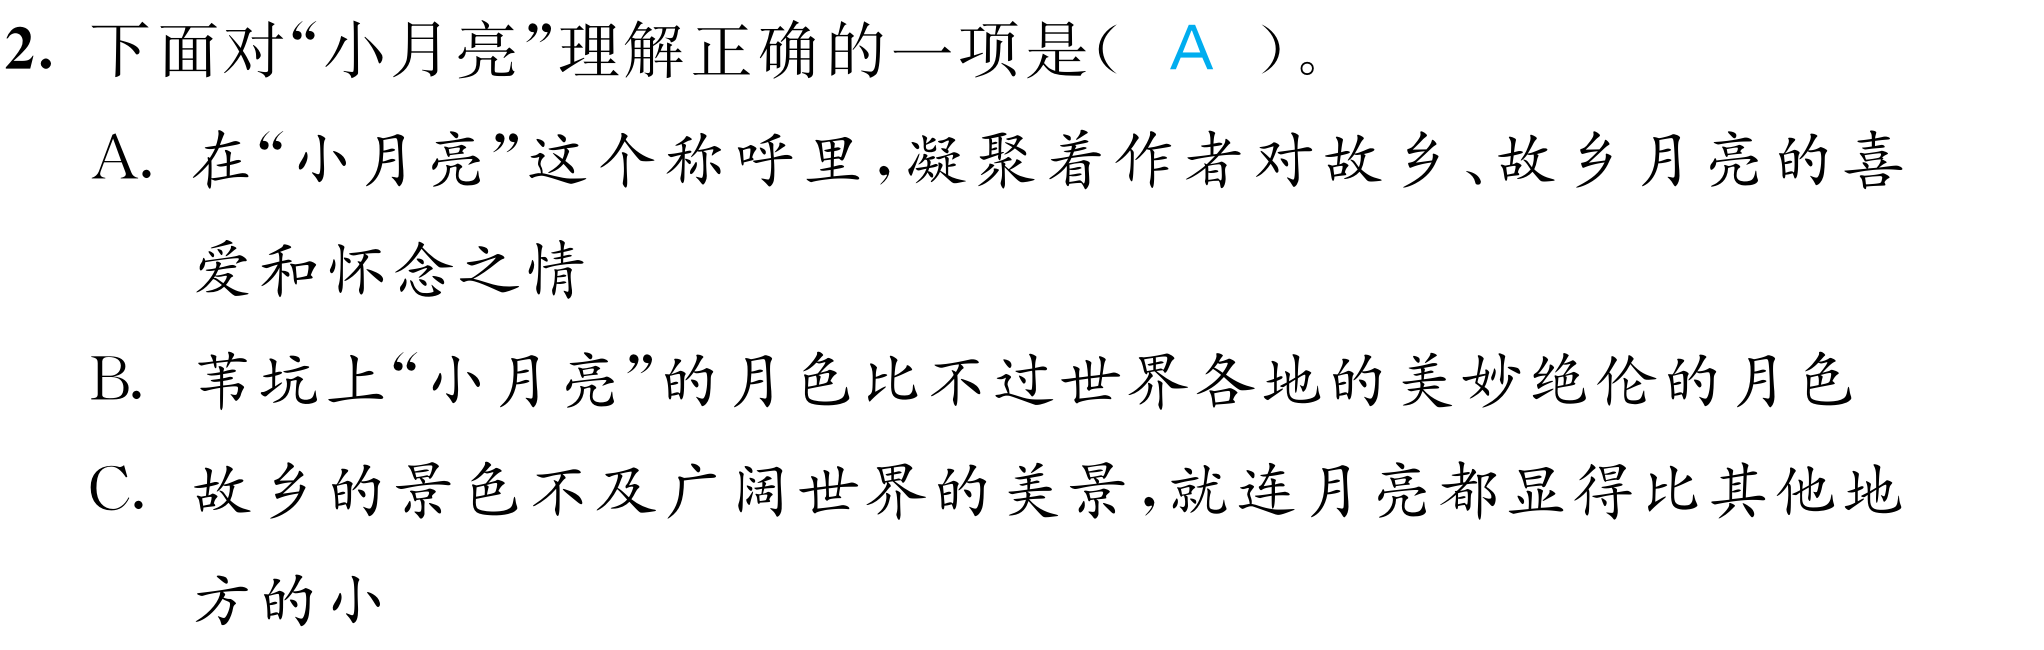 2. 下面对“小月亮”理解正确的一项是( A )。
A. 在“小月亮”这个称呼里,凝聚着作者对故乡、故乡月亮的喜
爱和怀念之情
B. 苇坑上“小月亮”的月色比不过世界各地的美妙绝伦的月色
C. 故乡的景色不及广阔世界的美景,就连月亮都显得比其他地
方的小